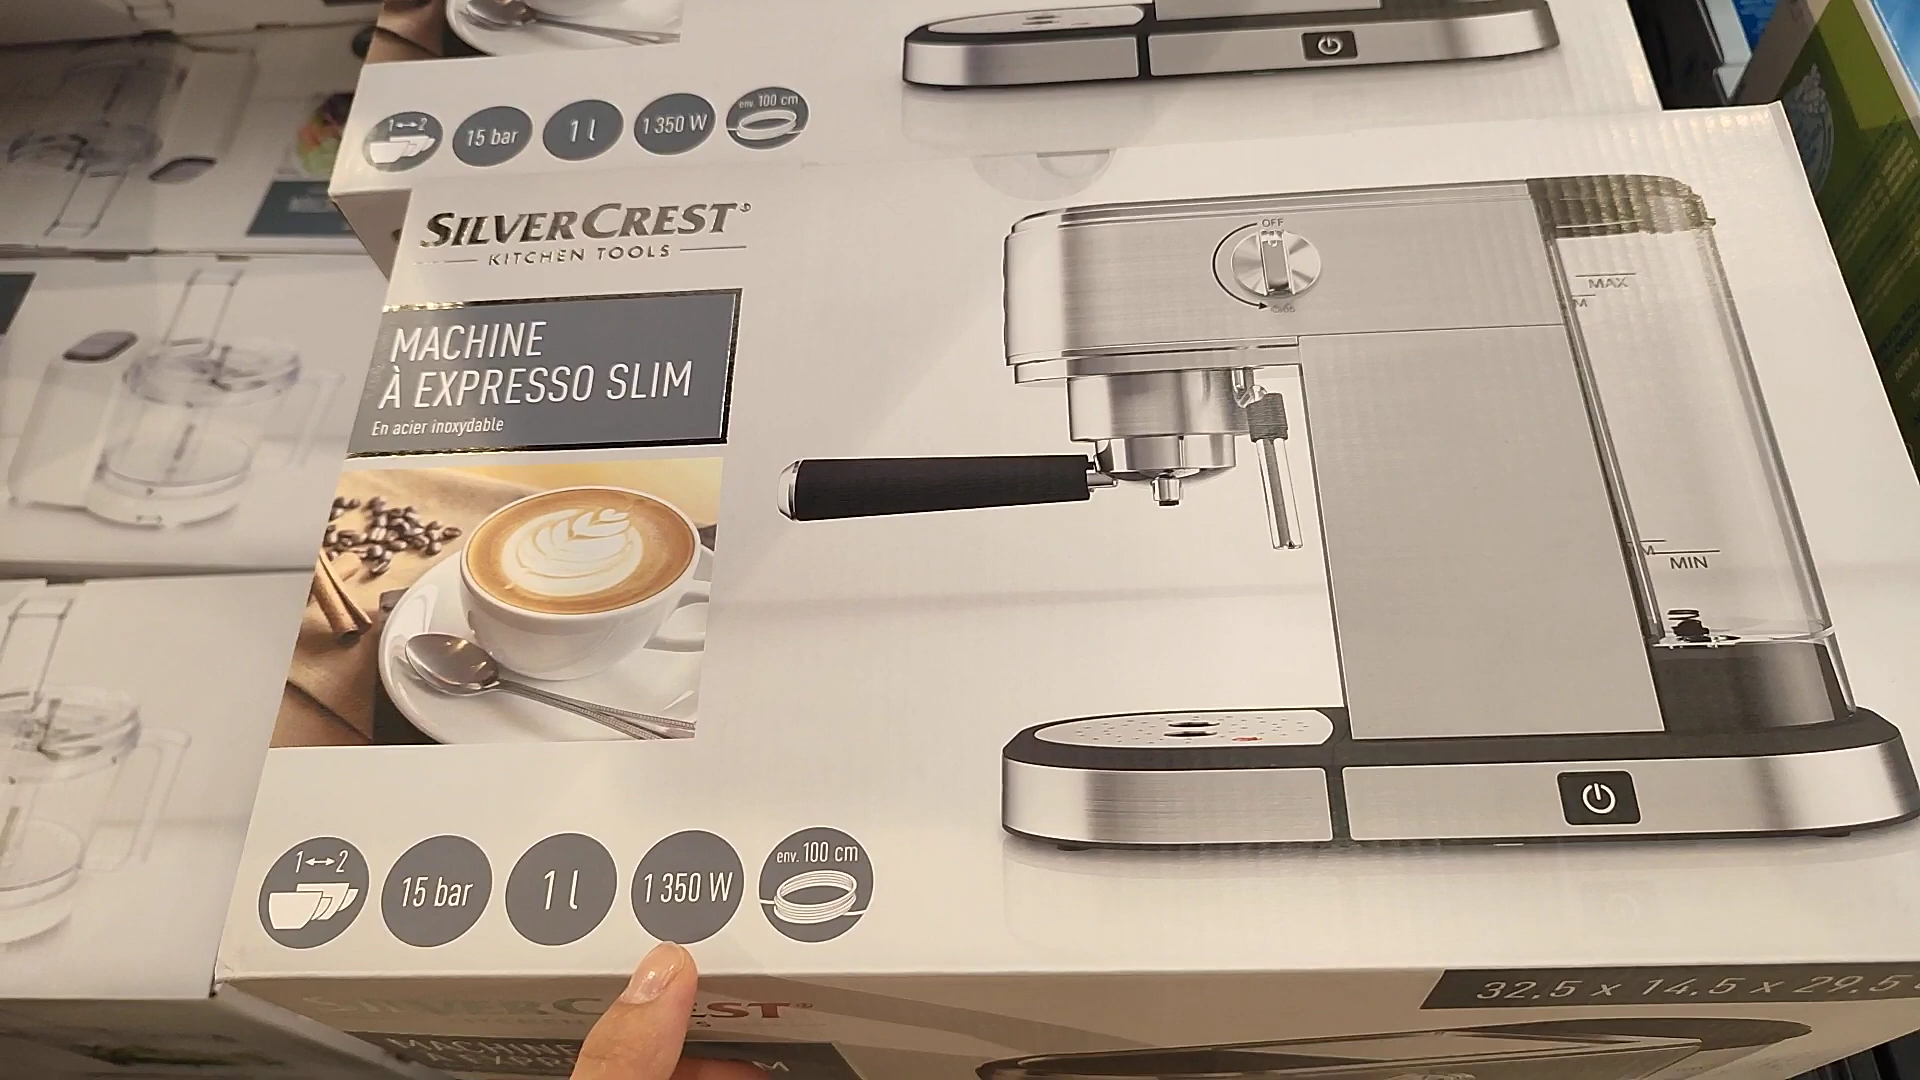 1↔2
15 bar
1 l
1 350 W
env. 100 cm
SILVERCREST®
KITCHEN TOOLS
MACHINE
À EXPRESSO SLIM
En acier inoxydable
OFF
MAX
MIN
1↔2
15 bar
1 l
1 350 W
env. 100 cm
SILVERCREST®
32,5 x 14,5 x 29,5
MACHINE